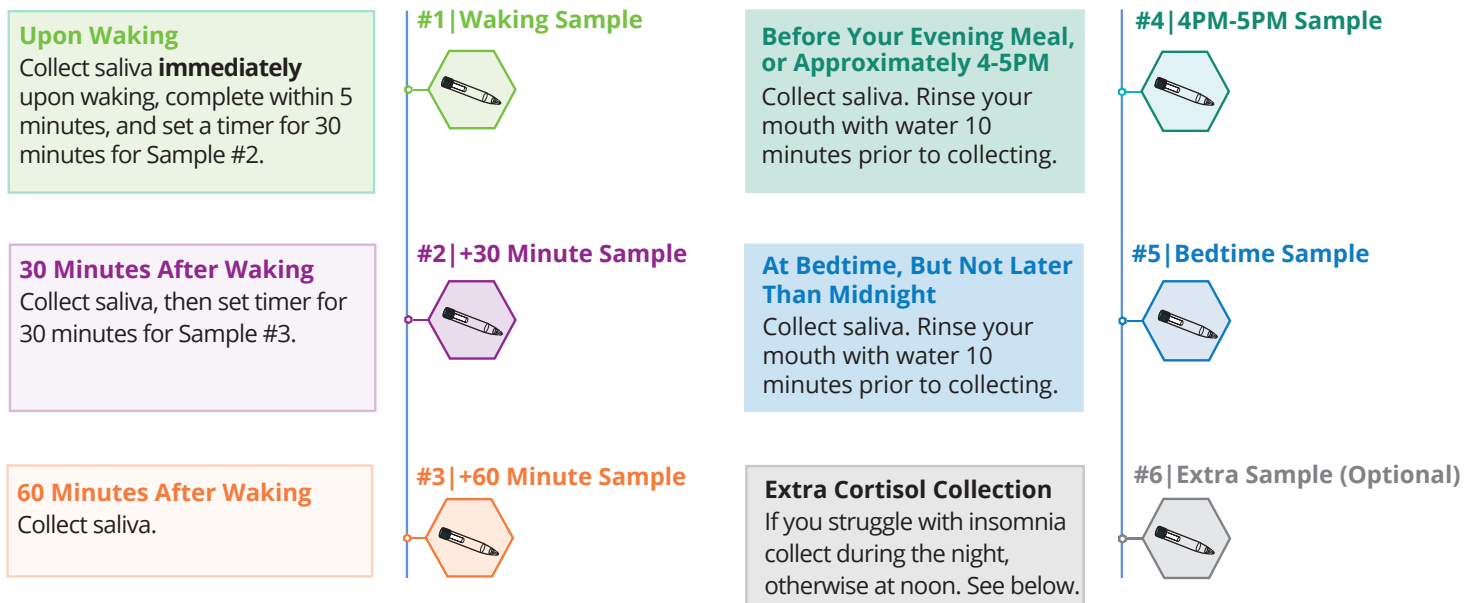 Upon Waking
Collect saliva immediately
upon waking, complete within 5
minutes, and set a timer for 30
minutes for Sample #2.
#1|Waking Sample
30 Minutes After Waking
Collect saliva, then set timer for
30 minutes for Sample #3.
#2|+30 Minute Sample
60 Minutes After Waking
Collect saliva.
#3|+60 Minute Sample
Before Your Evening Meal,
or Approximately 4-5PM
Collect saliva. Rinse your
mouth with water 10
minutes prior to collecting.
#4|4PM-5PM Sample
At Bedtime, But Not Later
Than Midnight
Collect saliva. Rinse your
mouth with water 10
minutes prior to collecting.
#5|Bedtime Sample
Extra Cortisol Collection
If you struggle with insomnia
collect during the night,
otherwise at noon. See below.
#6|Extra Sample (Optional)